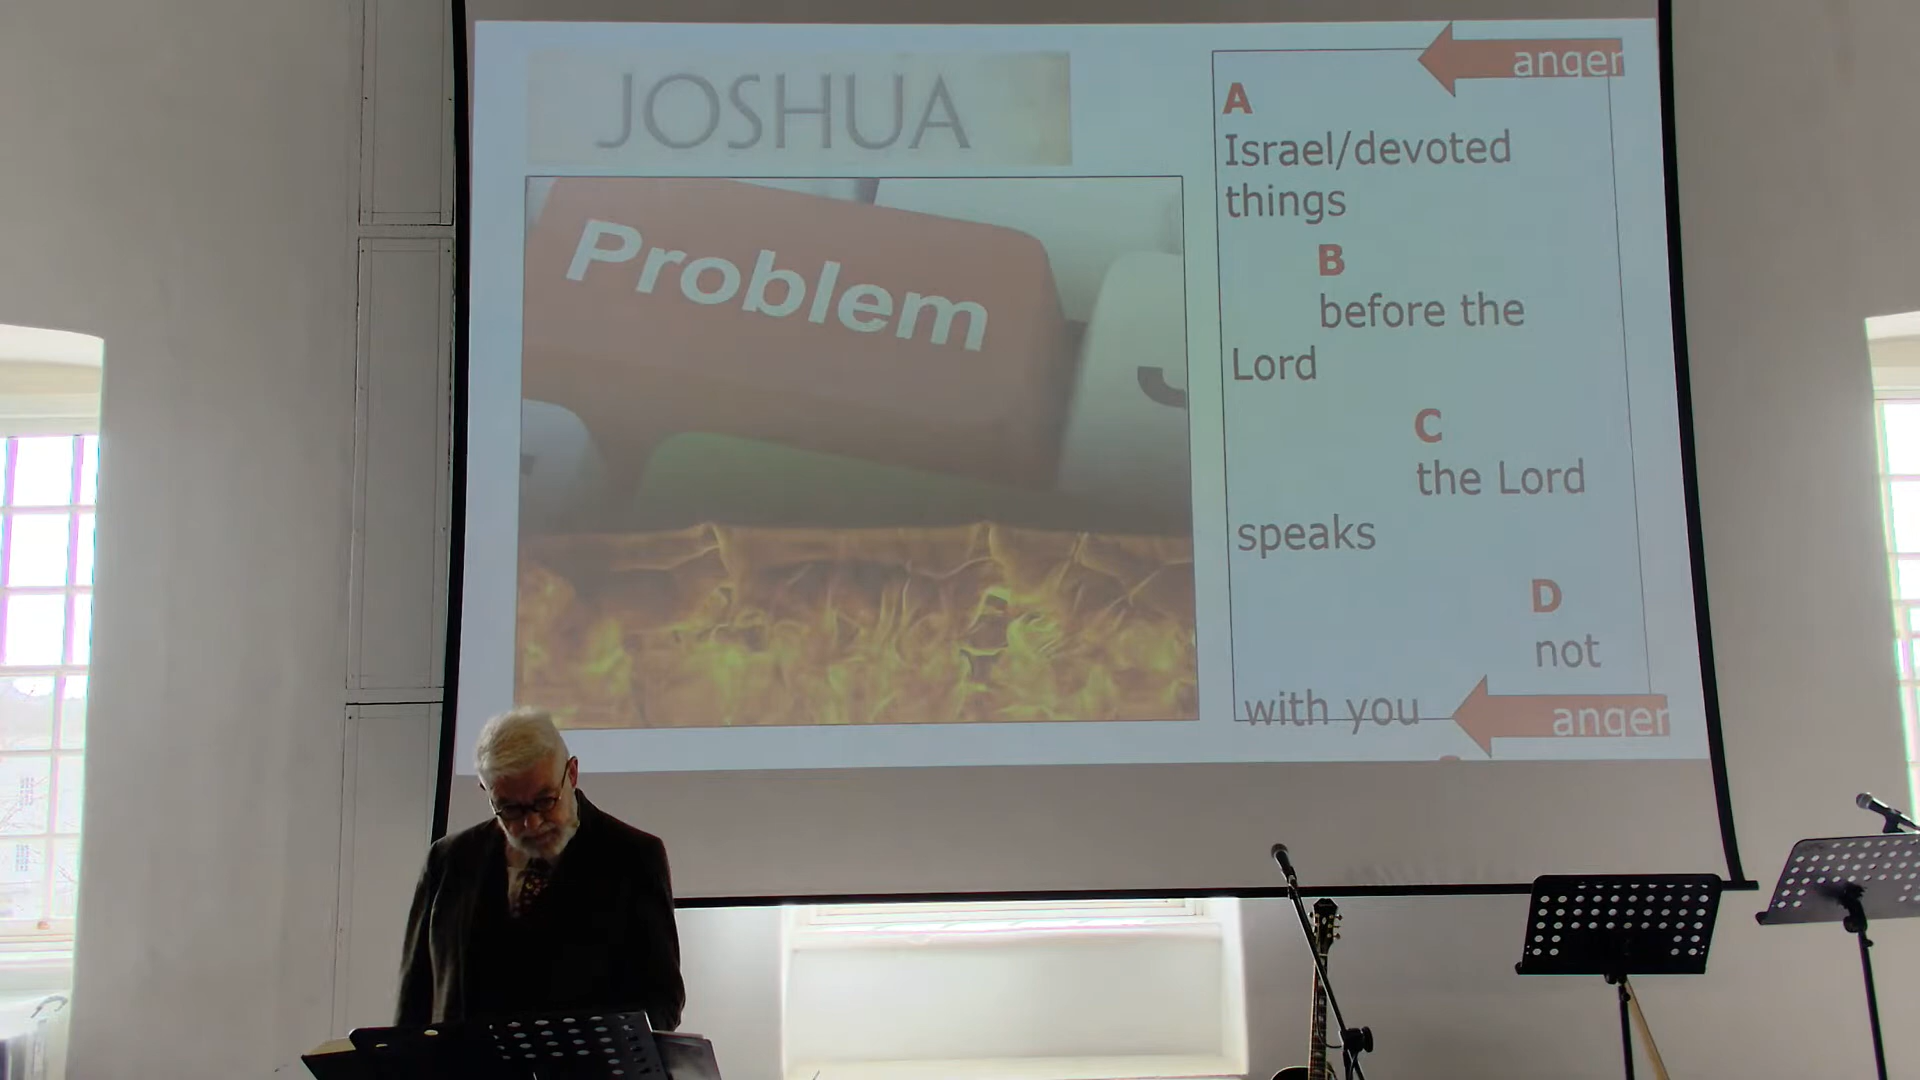 JOSHUA
Problem
anger
A
Israel/devoted
things
B
before the
Lord
C
the Lord
speaks
D
not
with you
anger